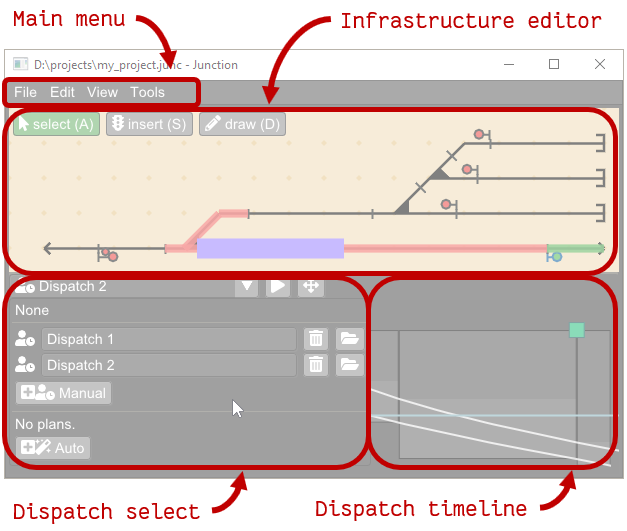 Main menu
Infrastructure editor
D:\projects\my_project.junc - Junction
File Edit View Tools
select (A) insert (S) draw (D)
Dispatch 2
None
Dispatch 1
Dispatch 2
Manual
No plans.
Auto
Dispatch select
Dispatch timeline